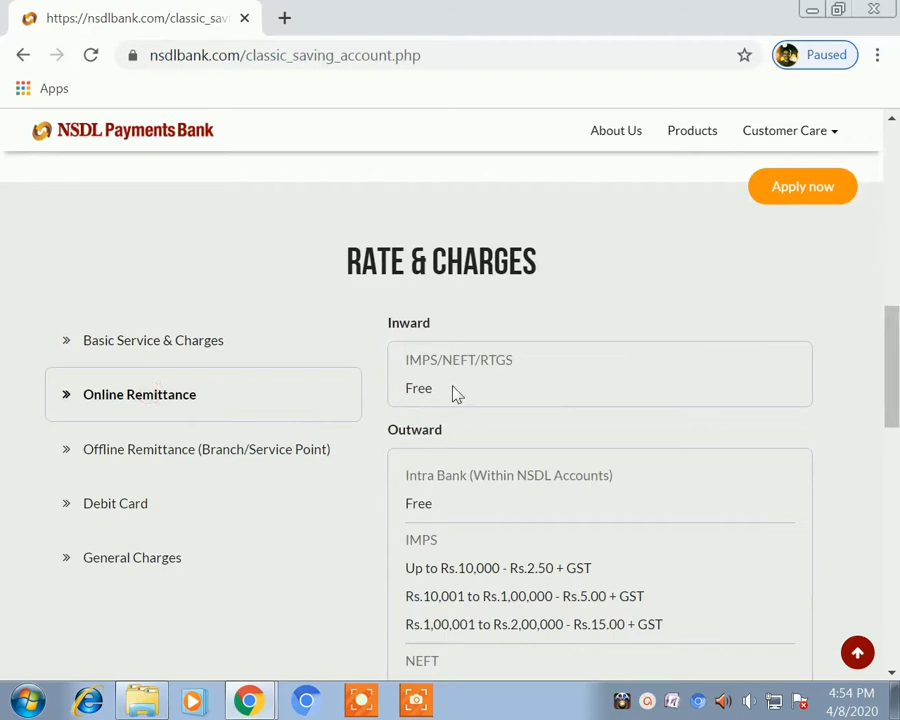 https://nsdlbank.com/classic_sav
nsdlbank.com/classic_saving_account.php
Paused
Apps
NSDL PaymentsBank
About Us
Products
Customer Care
Apply now
RATE & CHARGES
Basic Service & Charges
Online Remittance
Offline Remittance (Branch/Service Point)
Debit Card
General Charges
Inward
IMPS/NEFT/RTGS
Free
Outward
Intra Bank (Within NSDL Accounts)
Free
IMPS
Up to Rs.10,000 - Rs.2.50 + GST
Rs.10,001 to Rs.1,00,000 - Rs.5.00 + GST
Rs.1,00,001 to Rs.2,00,000 - Rs.15.00 + GST
NEFT
4:54 PM
4/8/2020